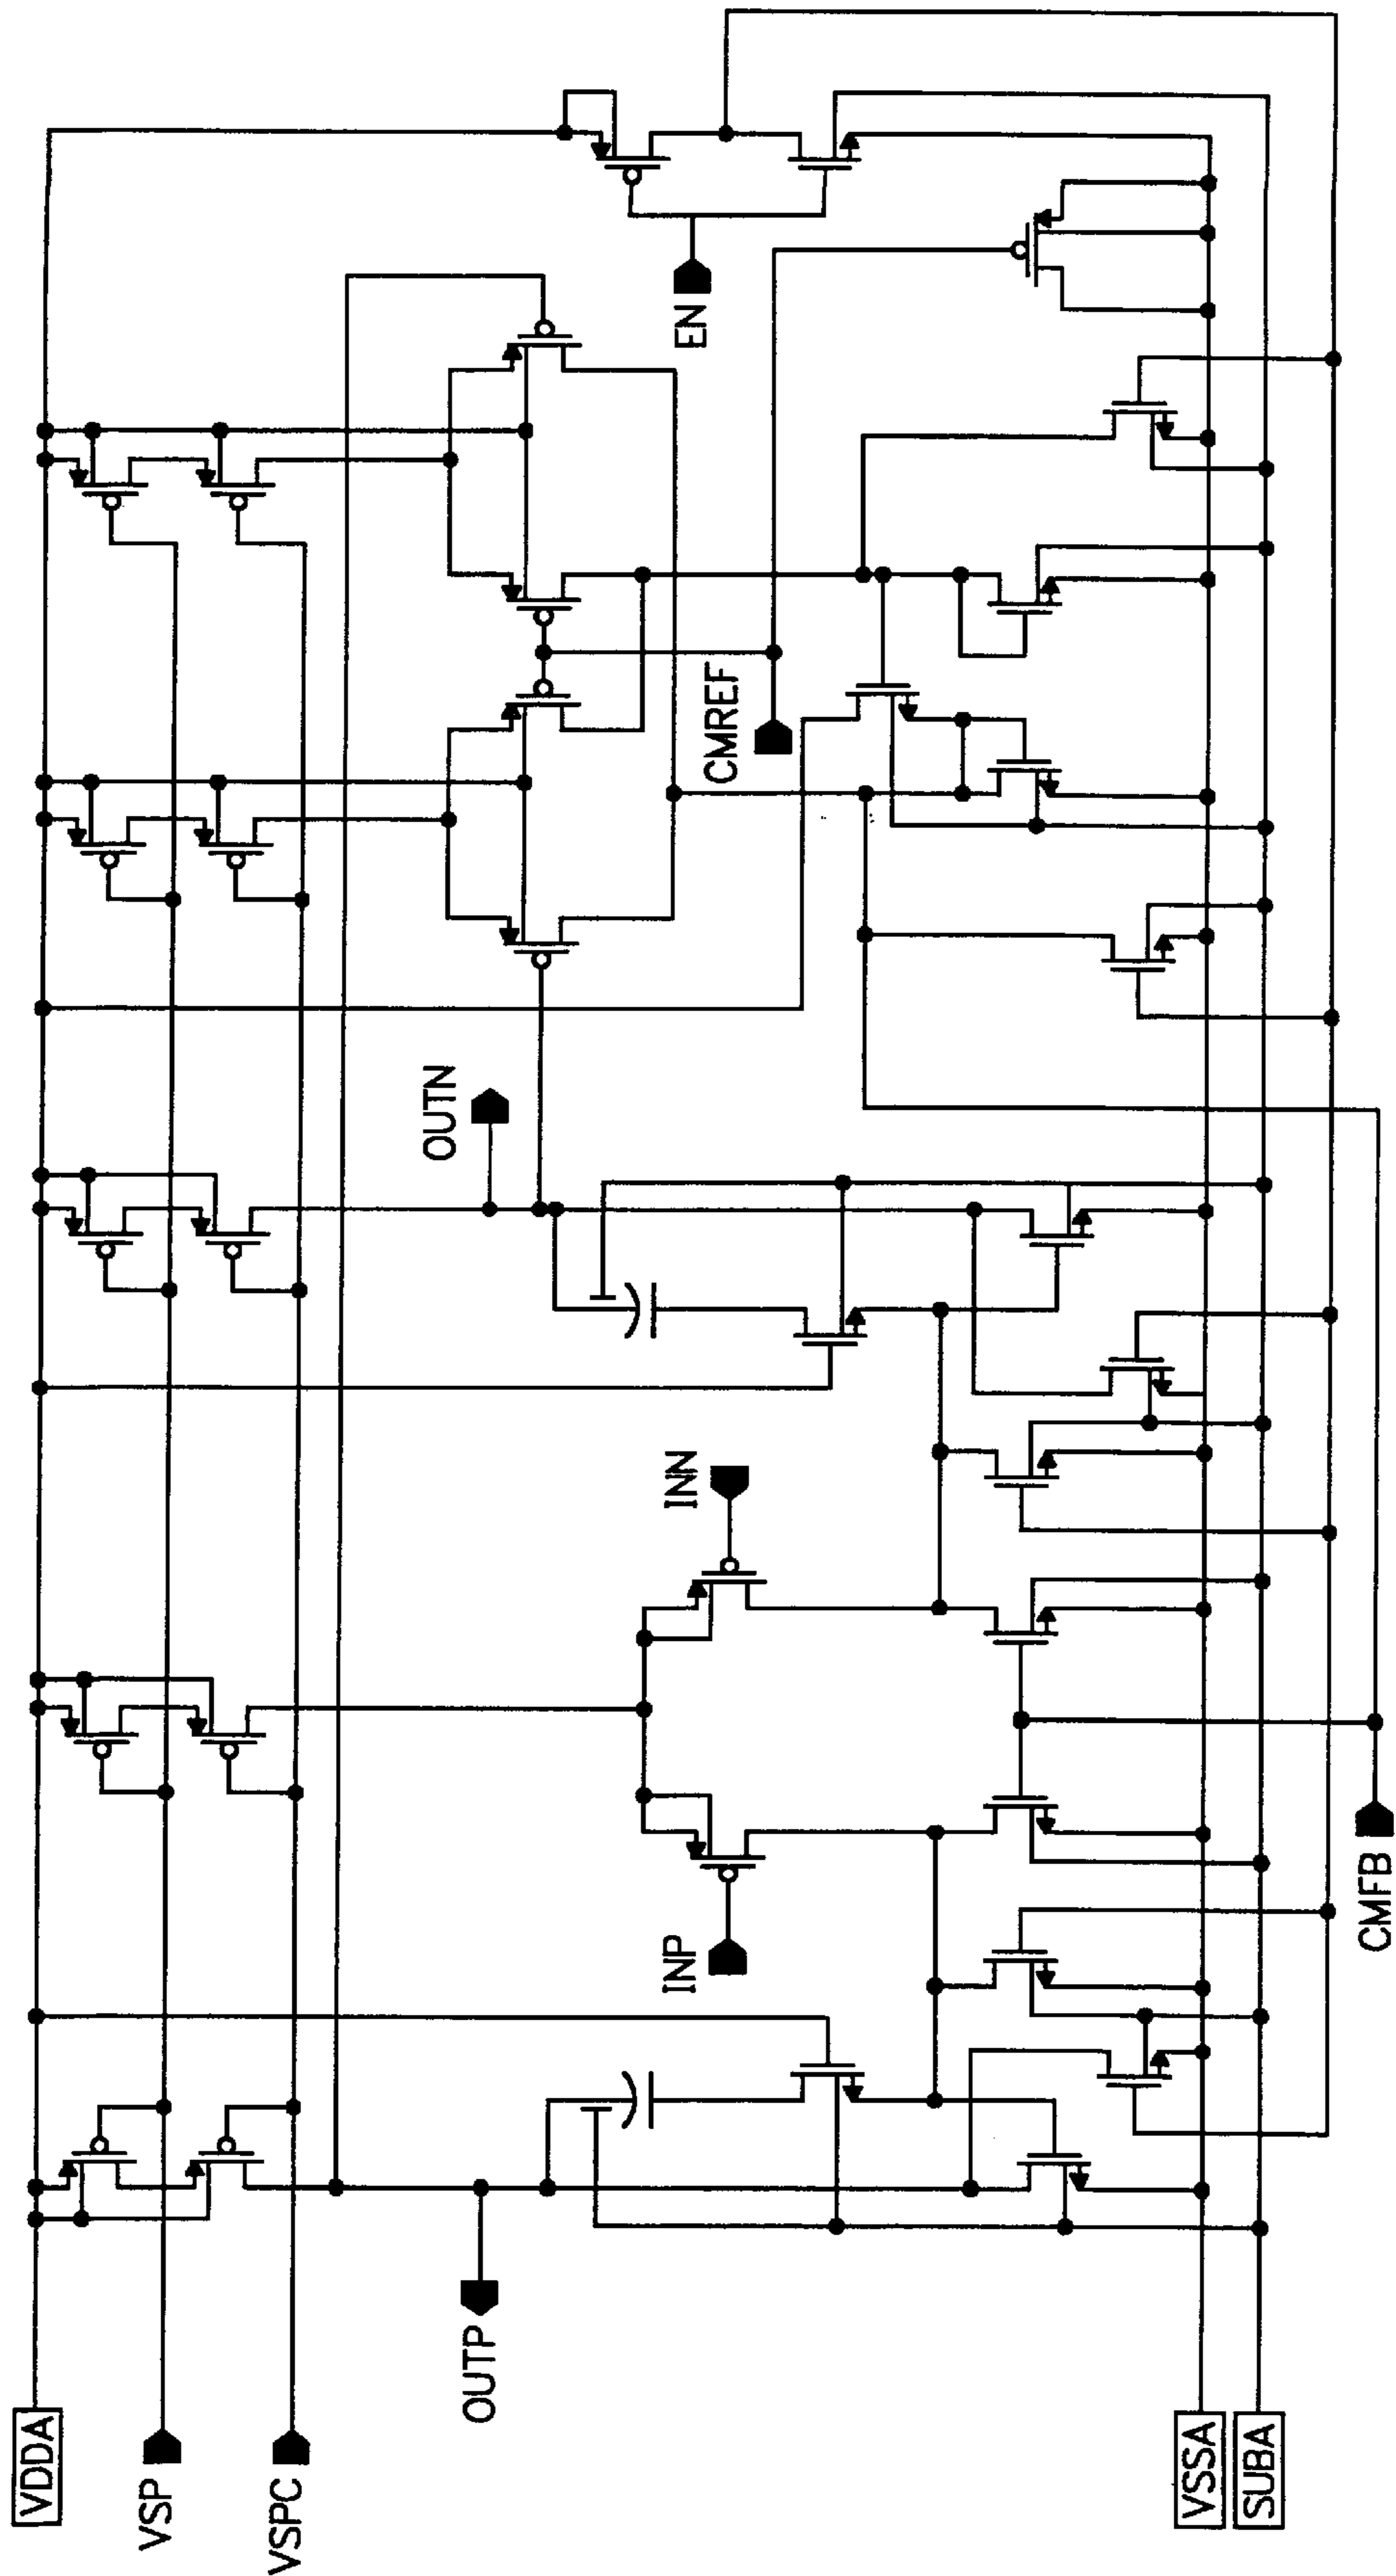 VDDA
VSP
VSPC
OUTP
INP
INN
OUTN
CMREF
EN
VSSA
SUBA
CMFB